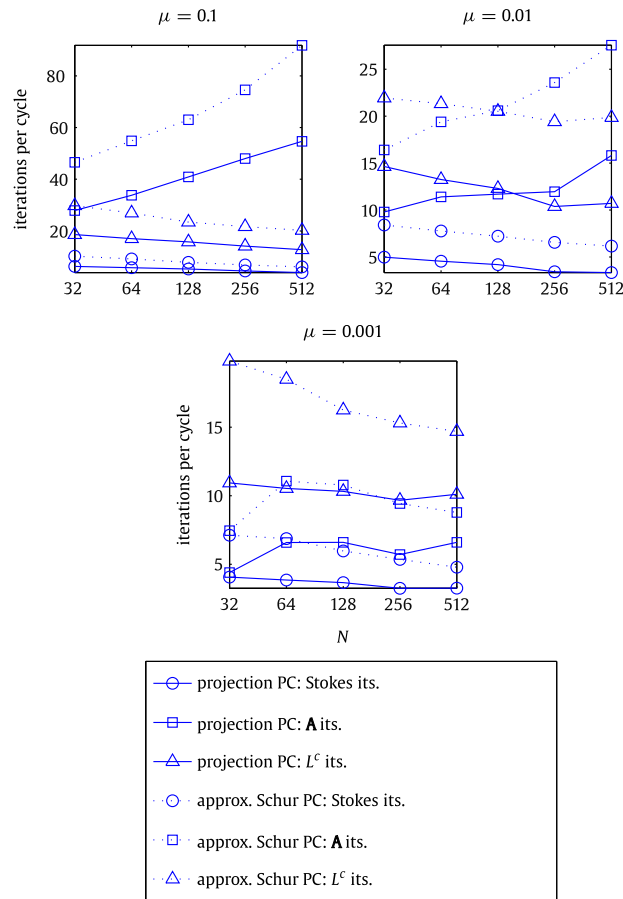 μ = 0.1
80
60
40
20
iterations per cycle
32 64 128 256 512
μ = 0.01
25
20
15
10
5
32 64 128 256 512
μ = 0.001
15
10
5
iterations per cycle
32 64 128 256 512
N
projection PC: Stokes its.
projection PC: A its.
projection PC: Lᶜ its.
approx. Schur PC: Stokes its.
approx. Schur PC: A its.
approx. Schur PC: Lᶜ its.